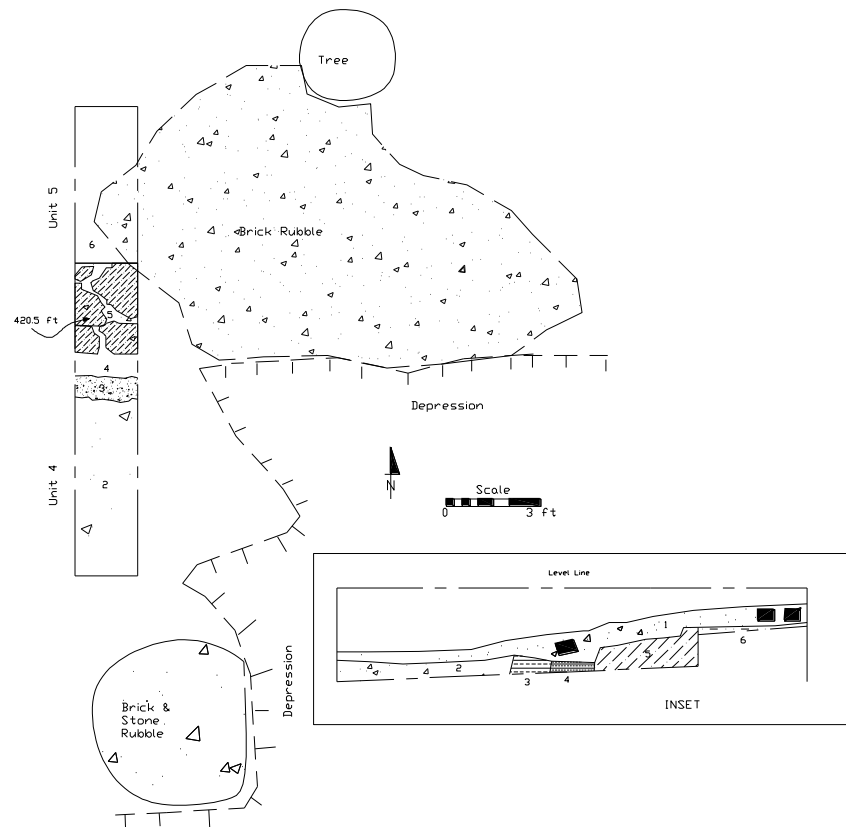 Tree
Unit 5
Brick Rubble
6
5
420.5 ft
4
3
Depression
Unit 4
2
N
Scale
0 3 ft
Level Line
1
2
5
6
3 4
INSET
Depression
Brick &
Stone
Rubble